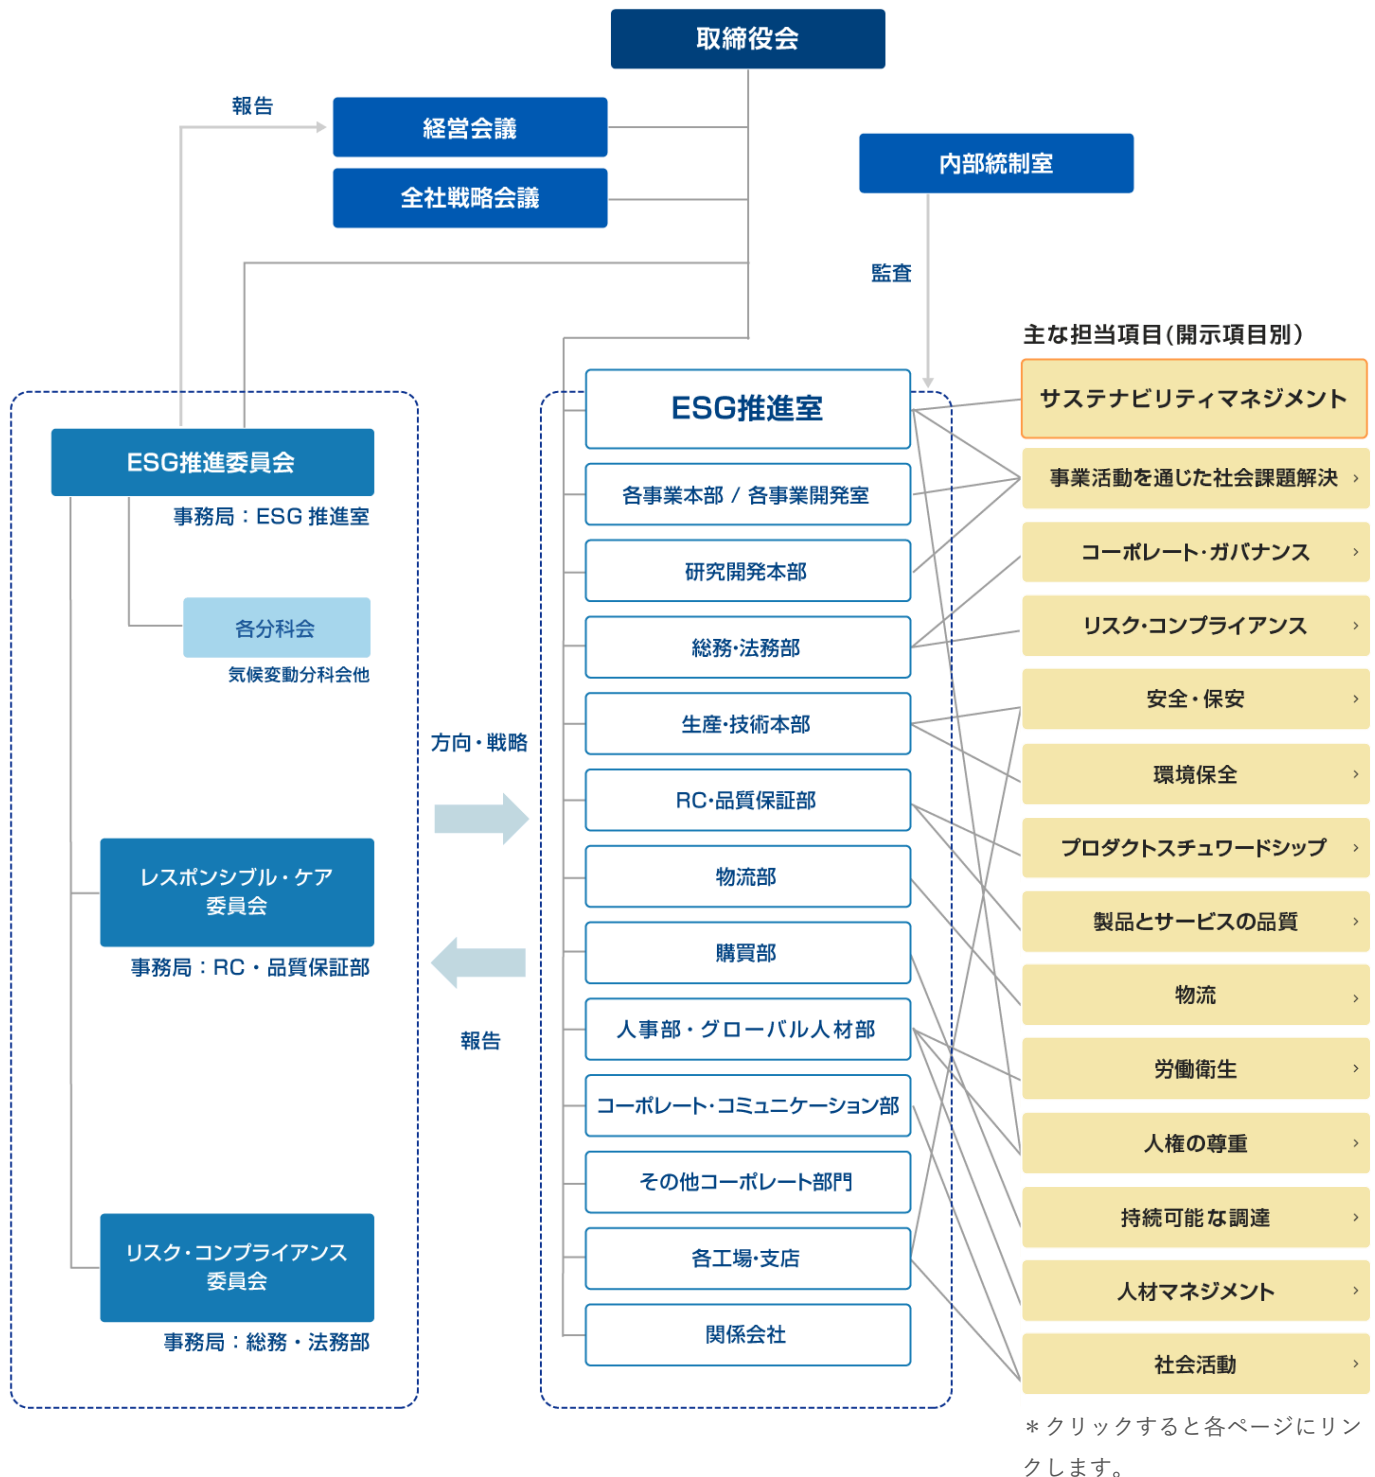 取締役会
報告
経営会議
全社戦略会議
内部統制室
監査
主な担当項目(開示項目別)
ESG推進委員会
事務局：ESG 推進室
各分科会
気候変動分科会他
レスポンシブル・ケア
委員会
事務局：RC・品質保証部
リスク・コンプライアンス
委員会
事務局：総務・法務部
方向・戦略
報告
ESG推進室
各事業本部 / 各事業開発室
研究開発本部
総務・法務部
生産・技術本部
RC・品質保証部
物流部
購買部
人事部・グローバル人材部
コーポレート・コミュニケーション部
その他コーポレート部門
各工場・支店
関係会社
サステナビリティマネジメント
事業活動を通じた社会課題解決
コーポレート・ガバナンス
リスク・コンプライアンス
安全・保安
環境保全
プロダクトスチュワードシップ
製品とサービスの品質
物流
労働衛生
人権の尊重
持続可能な調達
人材マネジメント
社会活動
＊クリックすると各ページにリン
クします。